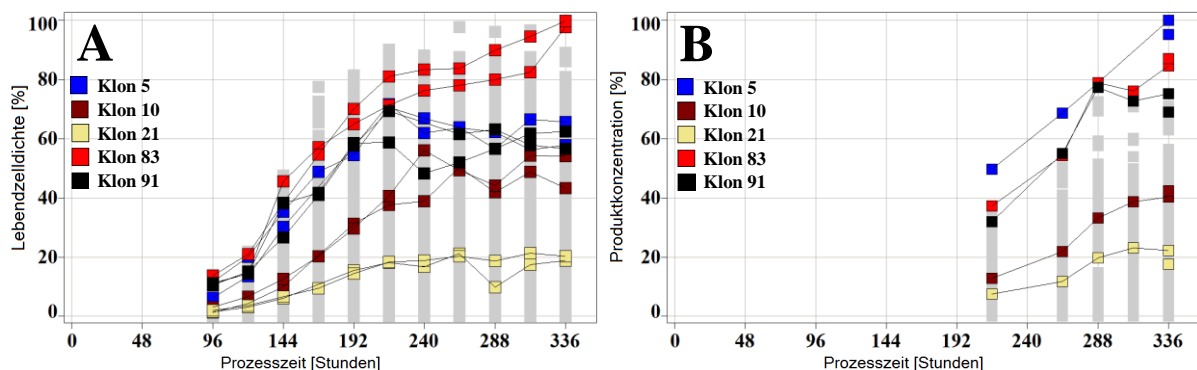 A
Lebendzelldichte [%]
100
80
60
40
20
0
Klon 5
Klon 10
Klon 21
Klon 83
Klon 91
0 48 96 144 192 240 288 336
Prozesszeit [Stunden]
B
Produktkonzentration [%]
100
80
60
40
20
0
Klon 5
Klon 10
Klon 21
Klon 83
Klon 91
0 48 96 144 192 240 288 336
Prozesszeit [Stunden]